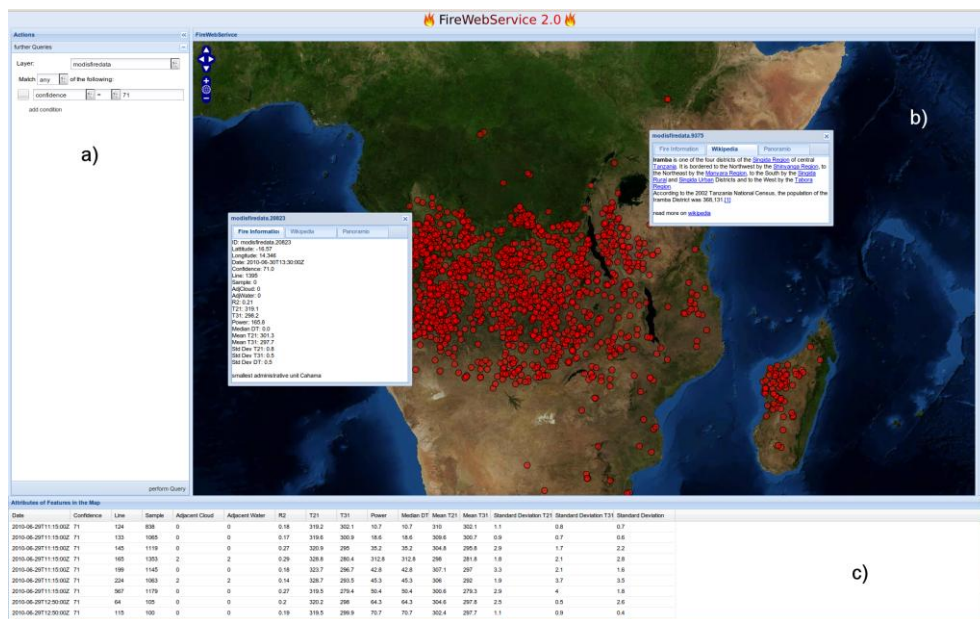 FireWebService 2.0
Actions
further Queries
Layer: modisfiredata
Match any of the following:
confidence = 71
add condition
a)
perform Query
FireWebService
b)
modisfiredata.9375
Fire Information Wikipedia Panoramio
Iramba is one of the four districts of the Singida Region of central
Tanzania. It is bordered to the Northwest by the Shinyanga Region, to
the Northeast by the Manyara Region, to the South by the Singida
Rural and Singida Urban Districts and to the West by the Tabora
Region.
According to the 2002 Tanzania National Census, the population of the
Iramba District was 368,131 [1]
read more on wikipedia
modisfiredata.20823
Fire Information Wikipedia Panoramio
ID: modisfiredata.20823
Lattitude: -16.57
Longitude: 14.346
Date: 2010-06-30T13:30:00Z
Confidence: 71.0
Line: 1395
Sample: 0
AdjCloud: 0
AdjWater: 0
R2: 0.21
T21: 319.1
T31: 298.2
Power: 165.8
Median DT: 0.0
Mean T21: 301.3
Mean T31: 297.7
Std Dev T21: 0.8
Std Dev T31: 0.5
Std Dev DT: 0.5
smallest administrative unit Cahama
Attributes of Features in the Map
Date Confidence Line Sample Adjacent Cloud Adjacent Water R2 T21 T31 Power Median DT Mean T21 Mean T31 Standard Deviation T21 Standard Deviation T31 Standard Deviation
2010-06-29T11:15:00Z 71 124 838 0 0 0.18 319.2 302.1 10.7 10.7 310 302.1 1.1 0.8 0.7
2010-06-29T11:15:00Z 71 133 1065 0 0 0.17 319.6 300.9 18.6 18.6 309.6 300.7 0.9 0.7 0.6
2010-06-29T11:15:00Z 71 145 1119 0 0 0.27 320.9 295 35.2 35.2 304.8 295.8 2.9 1.7 2.2
2010-06-29T11:15:00Z 71 165 1353 2 2 0.29 328.8 280.4 312.8 312.8 298 281.8 1.8 2.1 2.8
2010-06-29T11:15:00Z 71 199 1145 0 0 0.18 323.7 296.7 42.8 42.8 307.1 297 3.3 2.1 1.6
2010-06-29T11:15:00Z 71 224 1063 2 2 0.14 326.7 293.5 45.3 45.3 306 292 1.9 3.7 3.5
2010-06-29T11:15:00Z 71 567 1179 0 0 0.27 319.5 279.4 50.4 50.4 300.6 279.3 2.9 4 1.8
2010-06-29T12:50:00Z 71 64 105 0 0 0.2 320.2 298 64.3 64.3 304.6 297.8 2.5 0.5 2.6
2010-06-29T12:50:00Z 71 115 100 0 0 0.19 319.5 299.9 70.7 70.7 302.4 297.7 1.1 0.9 0.4
c)